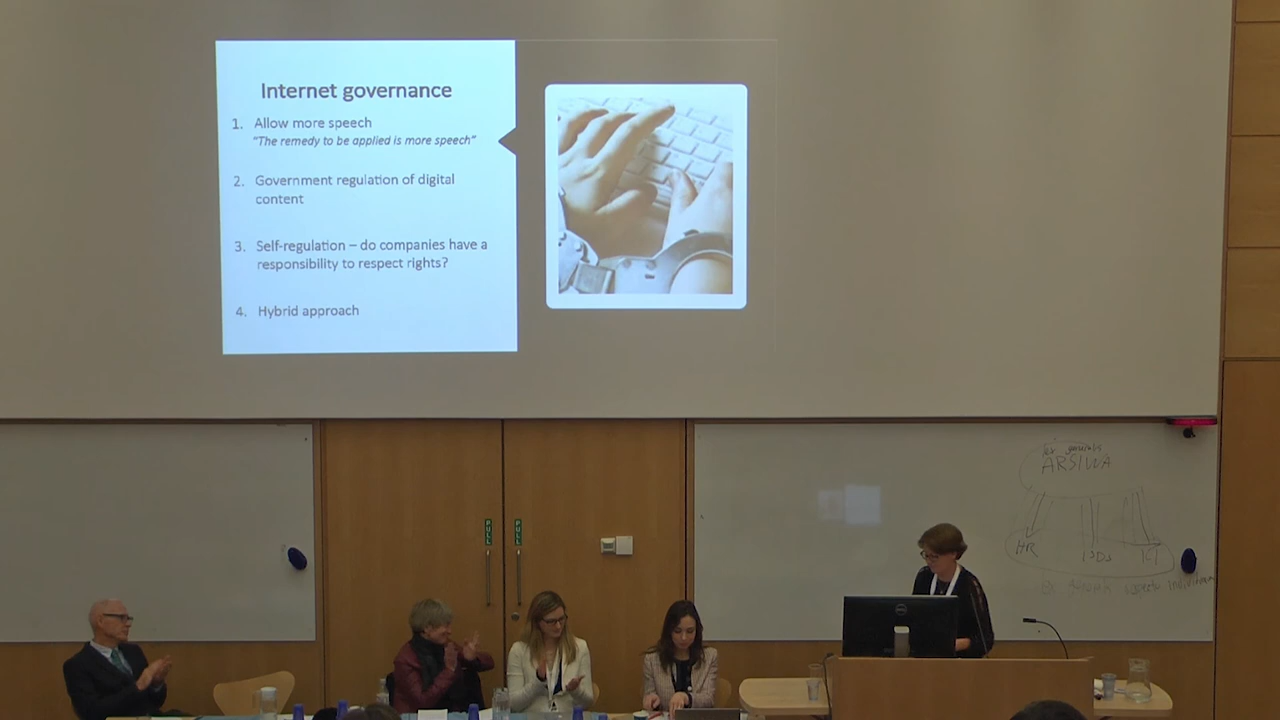 Internet governance
1. Allow more speech
"The remedy to be applied is more speech"
2. Government regulation of digital
content
3. Self-regulation – do companies have a
responsibility to respect rights?
4. Hybrid approach
ARSIWA
HR
PULL
PULL
DELL